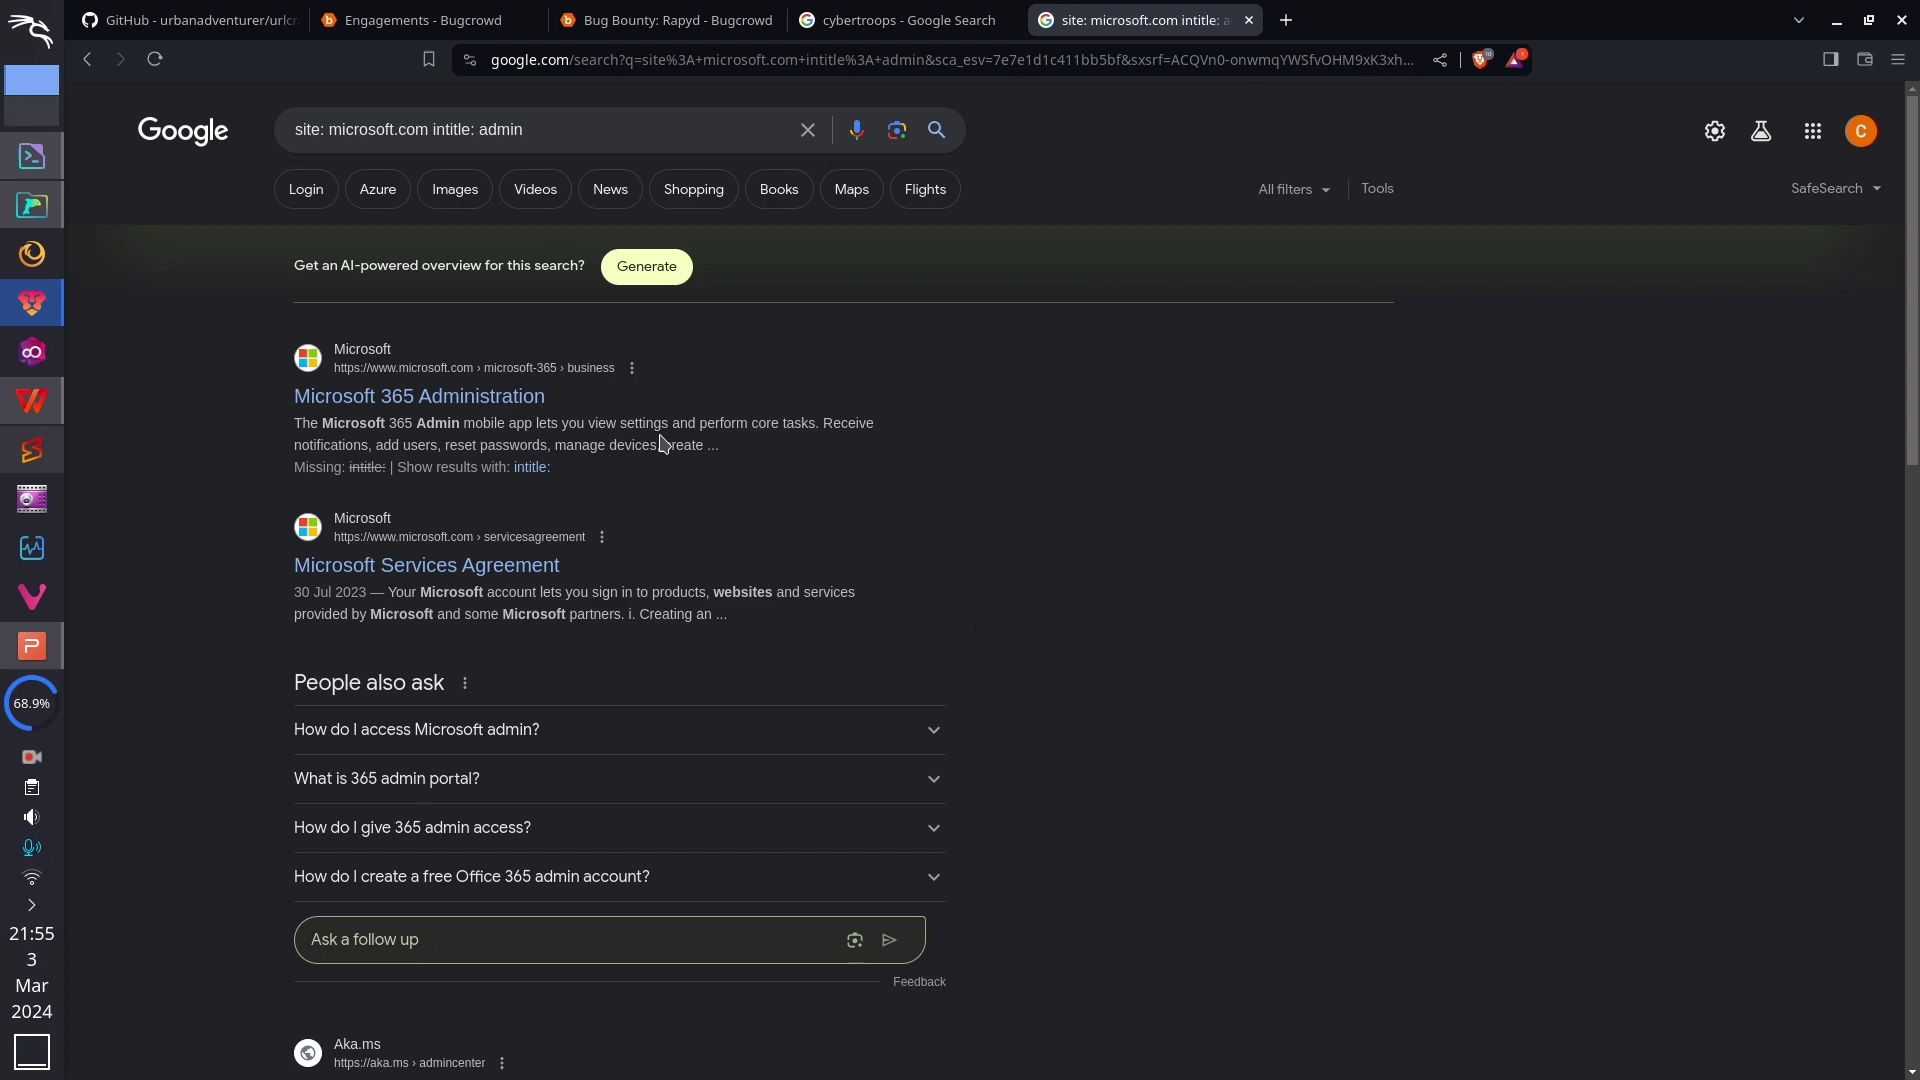 GitHub - urbanadventurer/urlcr
Engagements - Bugcrowd
Bug Bounty: Rapyd - Bugcrowd
cybertroops - Google Search
site: microsoft.com intitle: a
google.com/search?q=site%3A+microsoft.com+intitle%3A+admin&sca_esv=7e7e1d1c411bb5bf&sxsrf=ACQVn0-onwmqYWSfvOHM9xK3xh...
Google
site: microsoft.com intitle: admin
C
Login
Azure
Images
Videos
News
Shopping
Books
Maps
Flights
All filters
Tools
SafeSearch
Get an AI-powered overview for this search?
Generate
Microsoft
https://www.microsoft.com › microsoft-365 › business
Microsoft 365 Administration
The Microsoft 365 Admin mobile app lets you view settings and perform core tasks. Receive
notifications, add users, reset passwords, manage devices, create ...
Missing: intitle: | Show results with: intitle:
Microsoft
https://www.microsoft.com › servicesagreement
Microsoft Services Agreement
30 Jul 2023 — Your Microsoft account lets you sign in to products, websites and services
provided by Microsoft and some Microsoft partners. i. Creating an ...
People also ask
How do I access Microsoft admin?
What is 365 admin portal?
How do I give 365 admin access?
How do I create a free Office 365 admin account?
Ask a follow up
Feedback
Aka.ms
https://aka.ms › admincenter
68.9%
21:55
3
Mar
2024